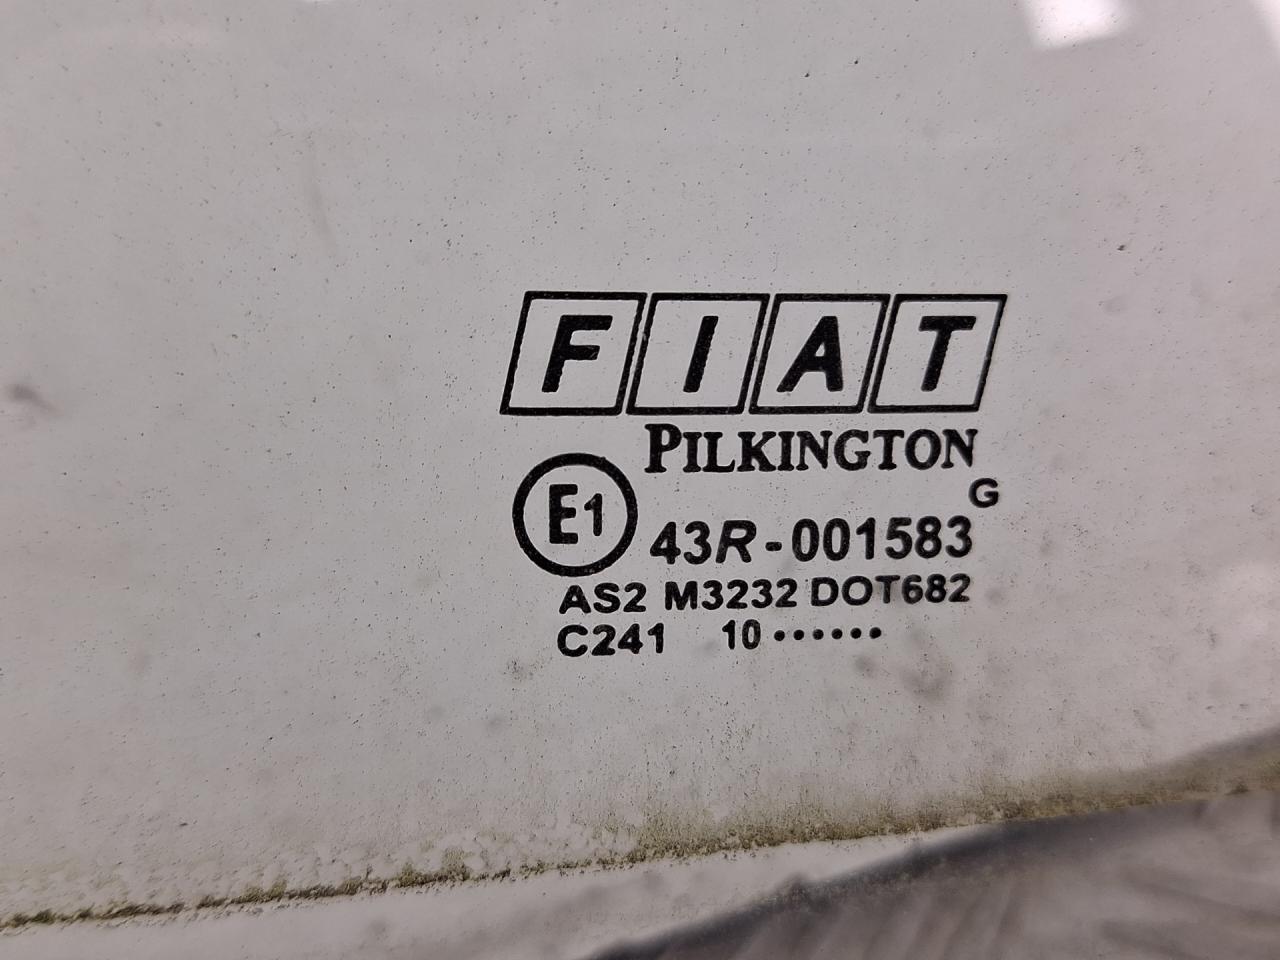 FIAT
PILKINGTON
G
E1 43R-001583
AS2 M3232 DOT682
C241 10••••••